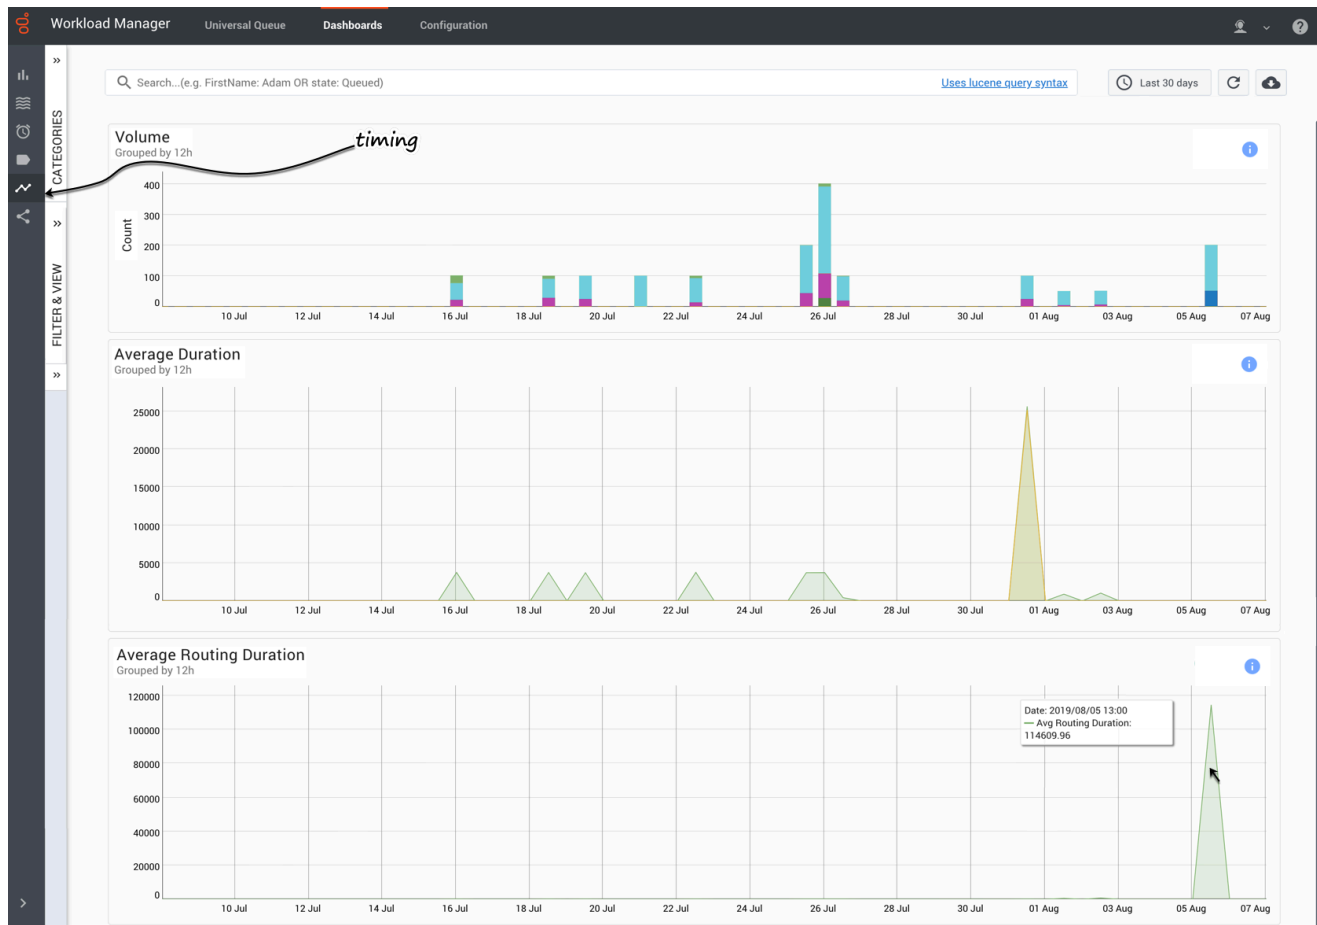 Workload Manager Universal Queue Dashboards Configuration
Search...(e.g. FirstName: Adam OR state: Queued) Uses lucene query syntax Last 30 days
CATEGORIES
FILTER & VIEW
timing
Volume
Grouped by 12h
Count
400
300
200
100
0
10 Jul 12 Jul 14 Jul 16 Jul 18 Jul 20 Jul 22 Jul 24 Jul 26 Jul 28 Jul 30 Jul 01 Aug 03 Aug 05 Aug 07 Aug
Average Duration
Grouped by 12h
25000
20000
15000
10000
5000
0
10 Jul 12 Jul 14 Jul 16 Jul 18 Jul 20 Jul 22 Jul 24 Jul 26 Jul 28 Jul 30 Jul 01 Aug 03 Aug 05 Aug 07 Aug
Average Routing Duration
Grouped by 12h
120000
100000
80000
60000
40000
20000
0
Date: 2019/08/05 13:00
Avg Routing Duration:
114609.96
10 Jul 12 Jul 14 Jul 16 Jul 18 Jul 20 Jul 22 Jul 24 Jul 26 Jul 28 Jul 30 Jul 01 Aug 03 Aug 05 Aug 07 Aug